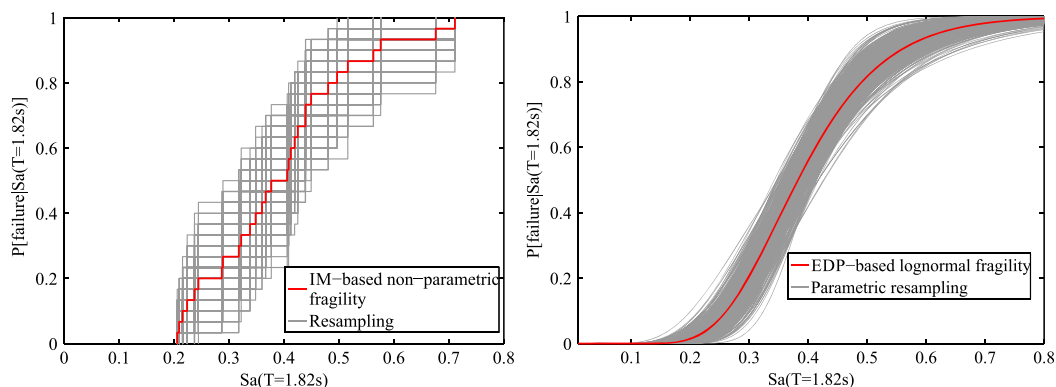 1
0.8
0.6
0.4
0.2
0
P[failure|Sa(T=1.82s)]
IM−based non−parametric
fragility
Resampling
0 0.1 0.2 0.3 0.4 0.5 0.6 0.7 0.8
Sa(T=1.82s)
1
0.8
0.6
0.4
0.2
0
P[failure|Sa(T=1.82s)]
EDP−based lognormal fragility
Parametric resampling
0.1 0.2 0.3 0.4 0.5 0.6 0.7 0.8
Sa(T=1.82s)